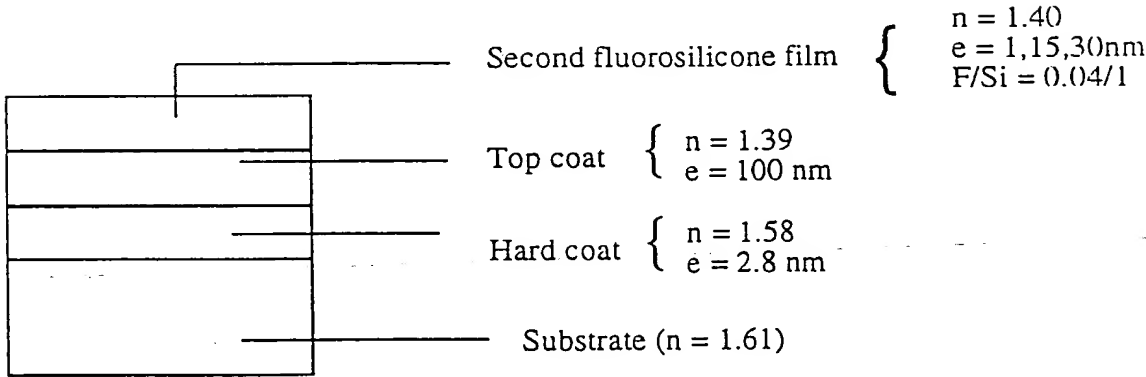 n = 1.40
Second fluorosilicone film { e = 1,15,30nm
F/Si = 0.04/1
n = 1.39
Top coat { e = 100 nm
n = 1.58
Hard coat { e = 2.8 nm
Substrate (n = 1.61)